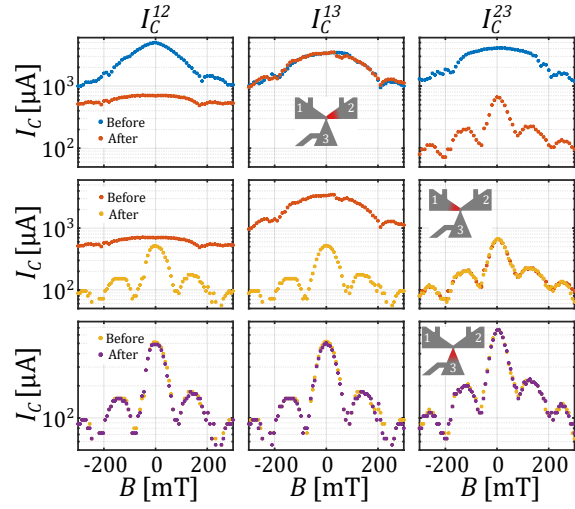 I_C^12 I_C^13 I_C^23
I_C [μA]
10^3
10^2
Before
After
1 2
3
I_C [μA]
10^3
10^2
Before
After
1 2
3
I_C [μA]
10^2
Before
After
1 2
3
-200 0 200 -200 0 200 -200 0 200
B [mT] B [mT] B [mT]